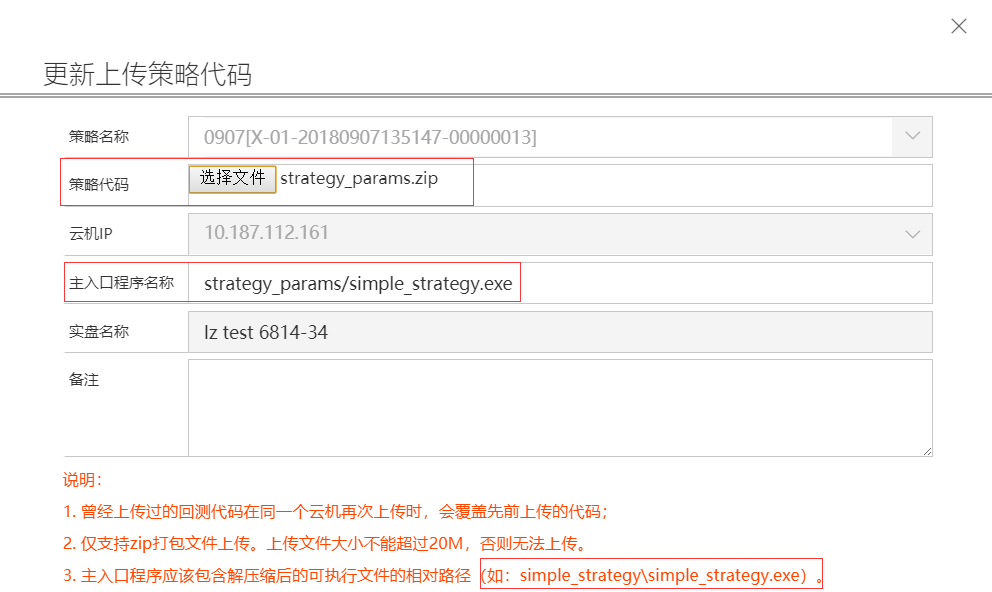 更新上传策略代码
策略名称 0907[X-01-20180907135147-00000013]
策略代码 选择文件 strategy_params.zip
云机IP 10.187.112.161
主入口程序名称 strategy_params/simple_strategy.exe
实盘名称 lz test 6814-34
备注
说明：
1. 曾经上传过的回测代码在同一个云机再次上传时，会覆盖先前上传的代码；
2. 仅支持zip打包文件上传。上传文件大小不能超过20M，否则无法上传。
3. 主入口程序应该包含解压缩后的可执行文件的相对路径（如：simple_strategy\simple_strategy.exe）。